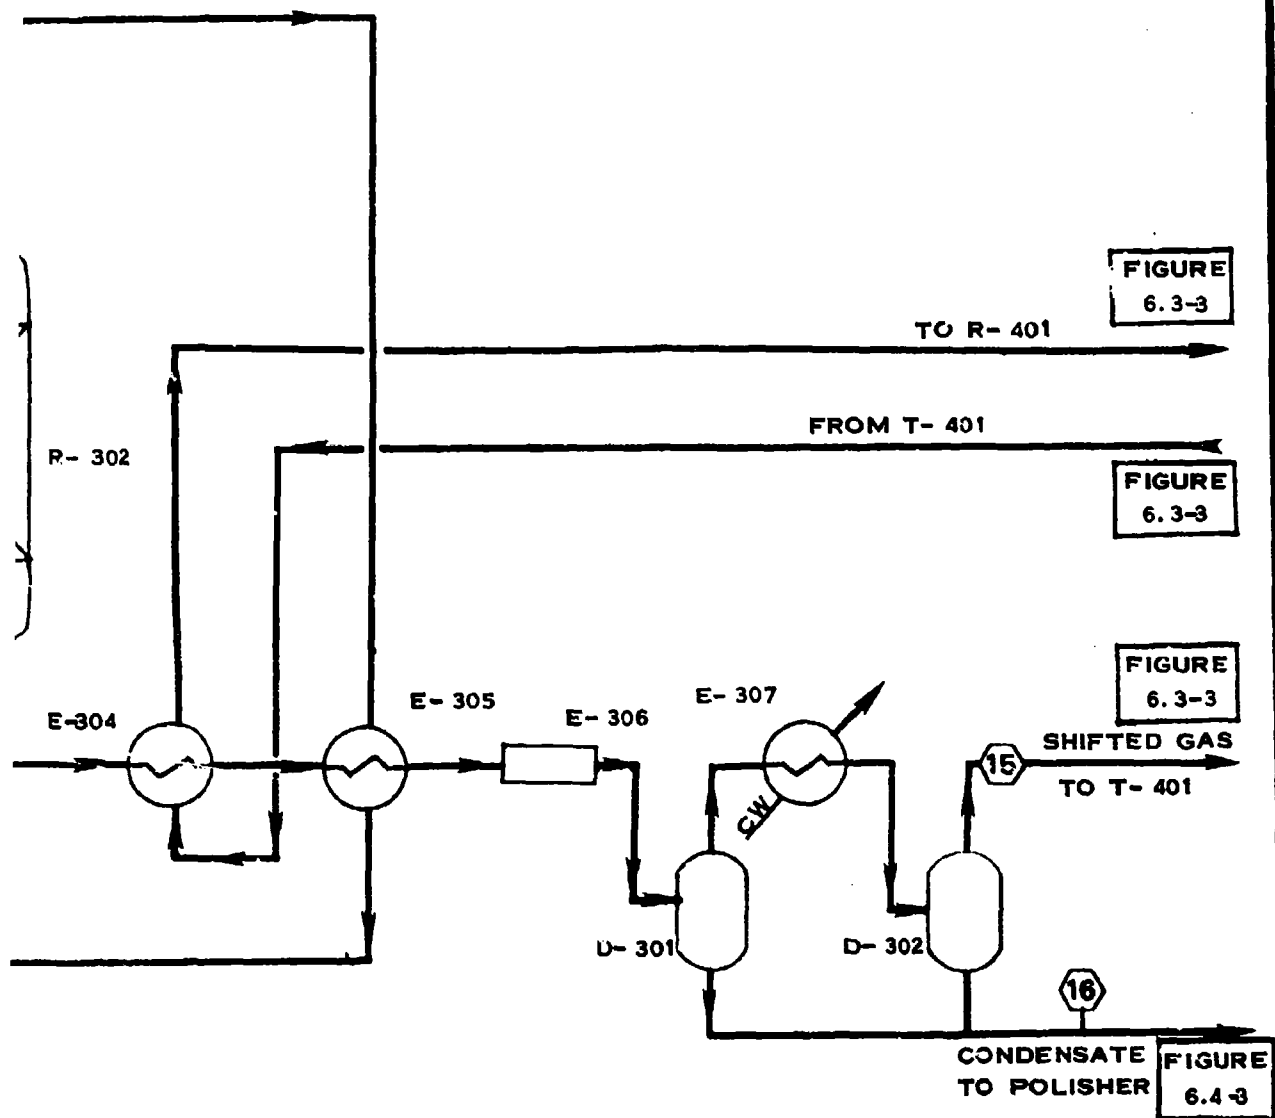 FIGURE
6.3-3
TO R-401
FROM T-401
R-302
FIGURE
6.3-3
FIGURE
6.3-3
E-304
E-305
E-306
E-307
15
SHIFTED GAS
TO T-401
CW
D-301
D-302
16
CONDENSATE
TO POLISHER
FIGURE
6.4-3